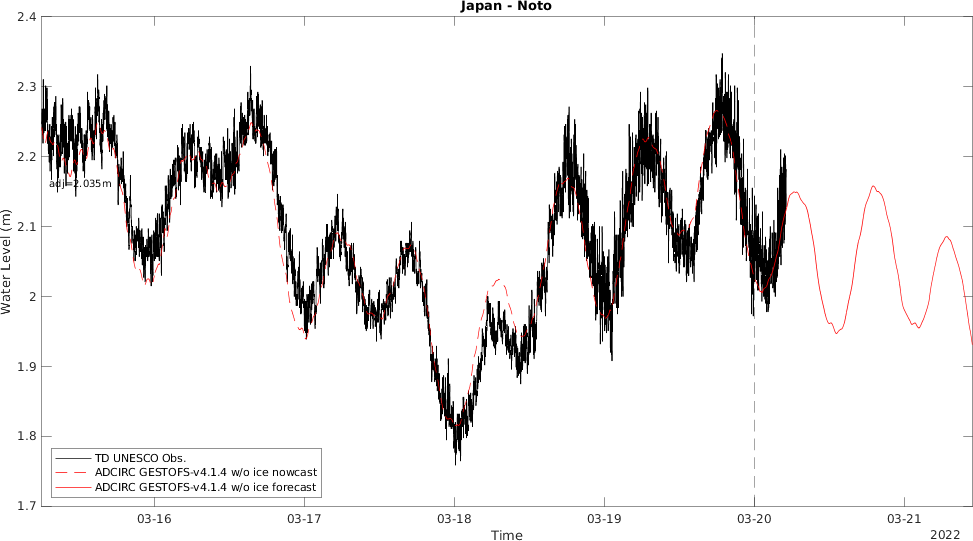 Japan - Noto
2.4
2.3
2.2
2.1
2
1.9
1.8
1.7
Water Level (m)
adj=2.035m
TD UNESCO Obs.
ADCIRC GESTOFS-v4.1.4 w/o ice nowcast
ADCIRC GESTOFS-v4.1.4 w/o ice forecast
03-16
03-17
03-18
03-19
03-20
03-21
Time
2022